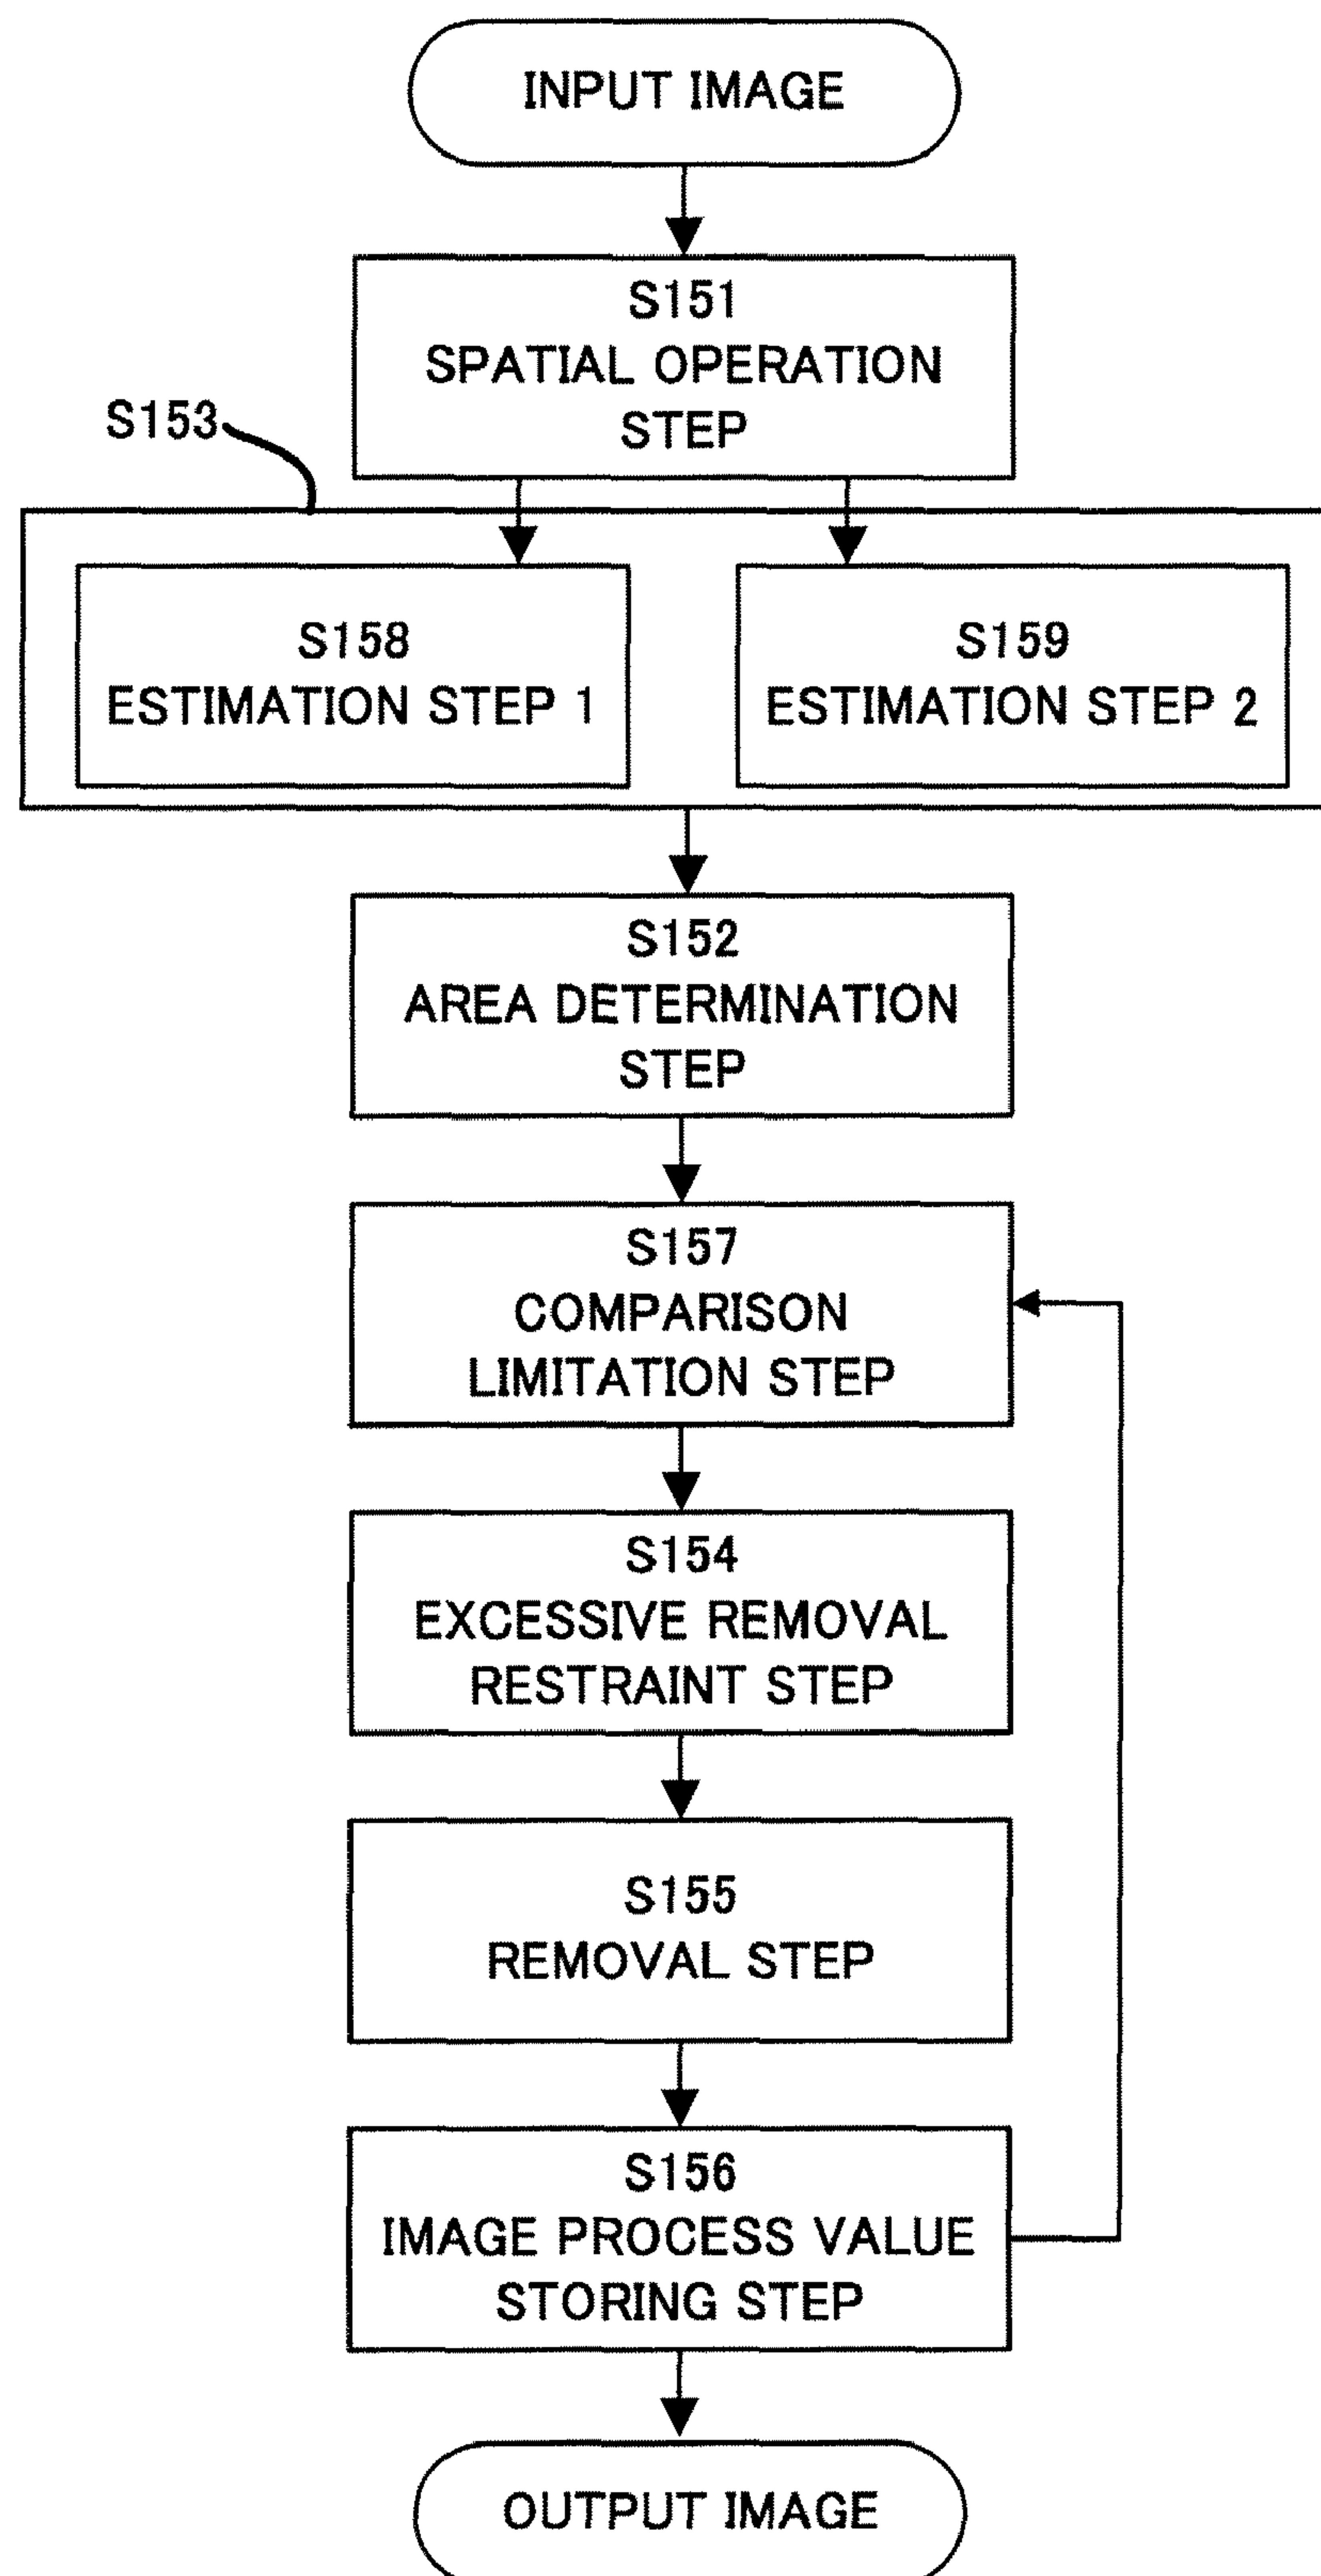 INPUT IMAGE
S151
SPATIAL OPERATION
STEP
S153
S158
ESTIMATION STEP 1
S159
ESTIMATION STEP 2
S152
AREA DETERMINATION
STEP
S157
COMPARISON
LIMITATION STEP
S154
EXCESSIVE REMOVAL
RESTRAINT STEP
S155
REMOVAL STEP
S156
IMAGE PROCESS VALUE
STORING STEP
OUTPUT IMAGE